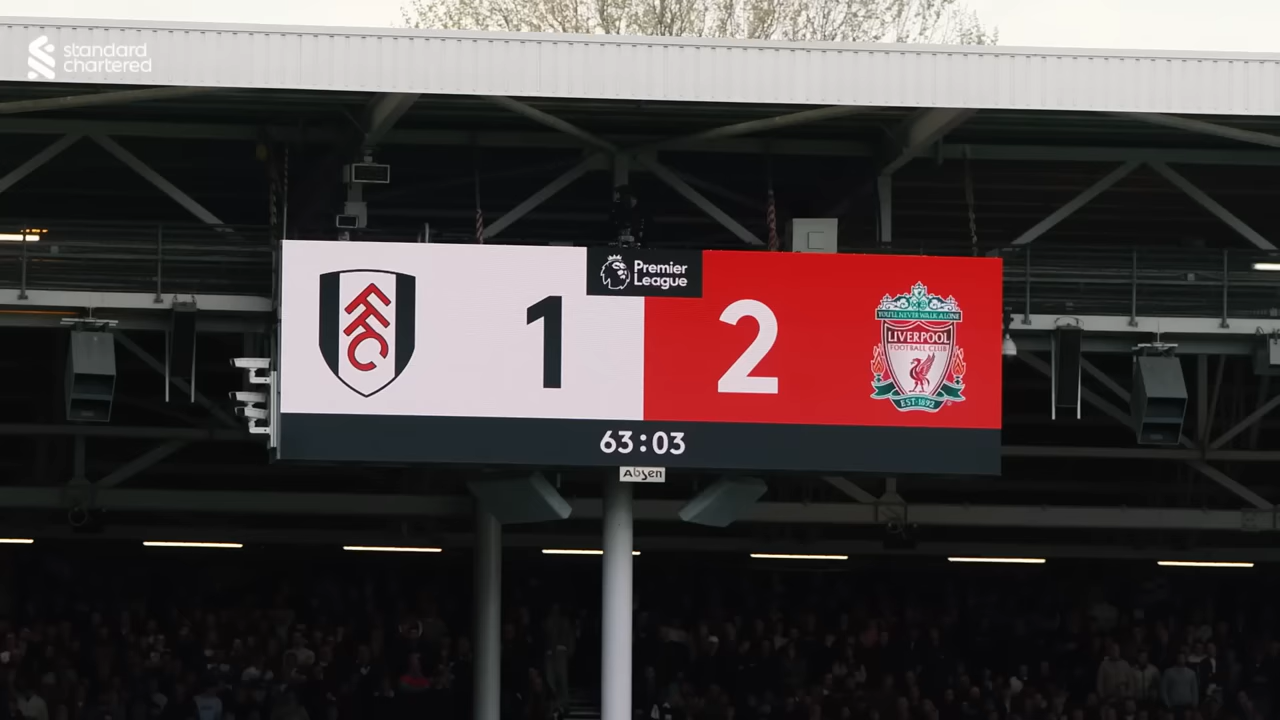 standard
chartered
Premier
League
FFC
1
2
YOU'LL NEVER WALK ALONE
LIVERPOOL
FOOTBALL CLUB
EST·1892
63:03
Absen